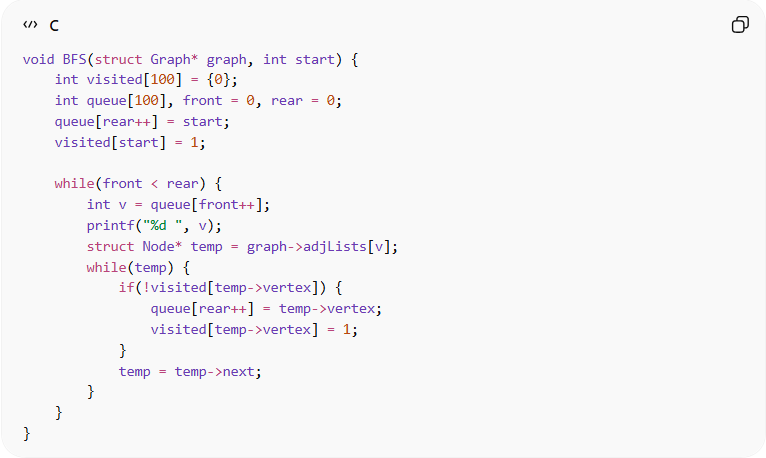 </> C
void BFS(struct Graph* graph, int start) {
    int visited[100] = {0};
    int queue[100], front = 0, rear = 0;
    queue[rear++] = start;
    visited[start] = 1;

    while(front < rear) {
        int v = queue[front++];
        printf("%d ", v);
        struct Node* temp = graph->adjLists[v];
        while(temp) {
            if(!visited[temp->vertex]) {
                queue[rear++] = temp->vertex;
                visited[temp->vertex] = 1;
            }
            temp = temp->next;
        }
    }
}